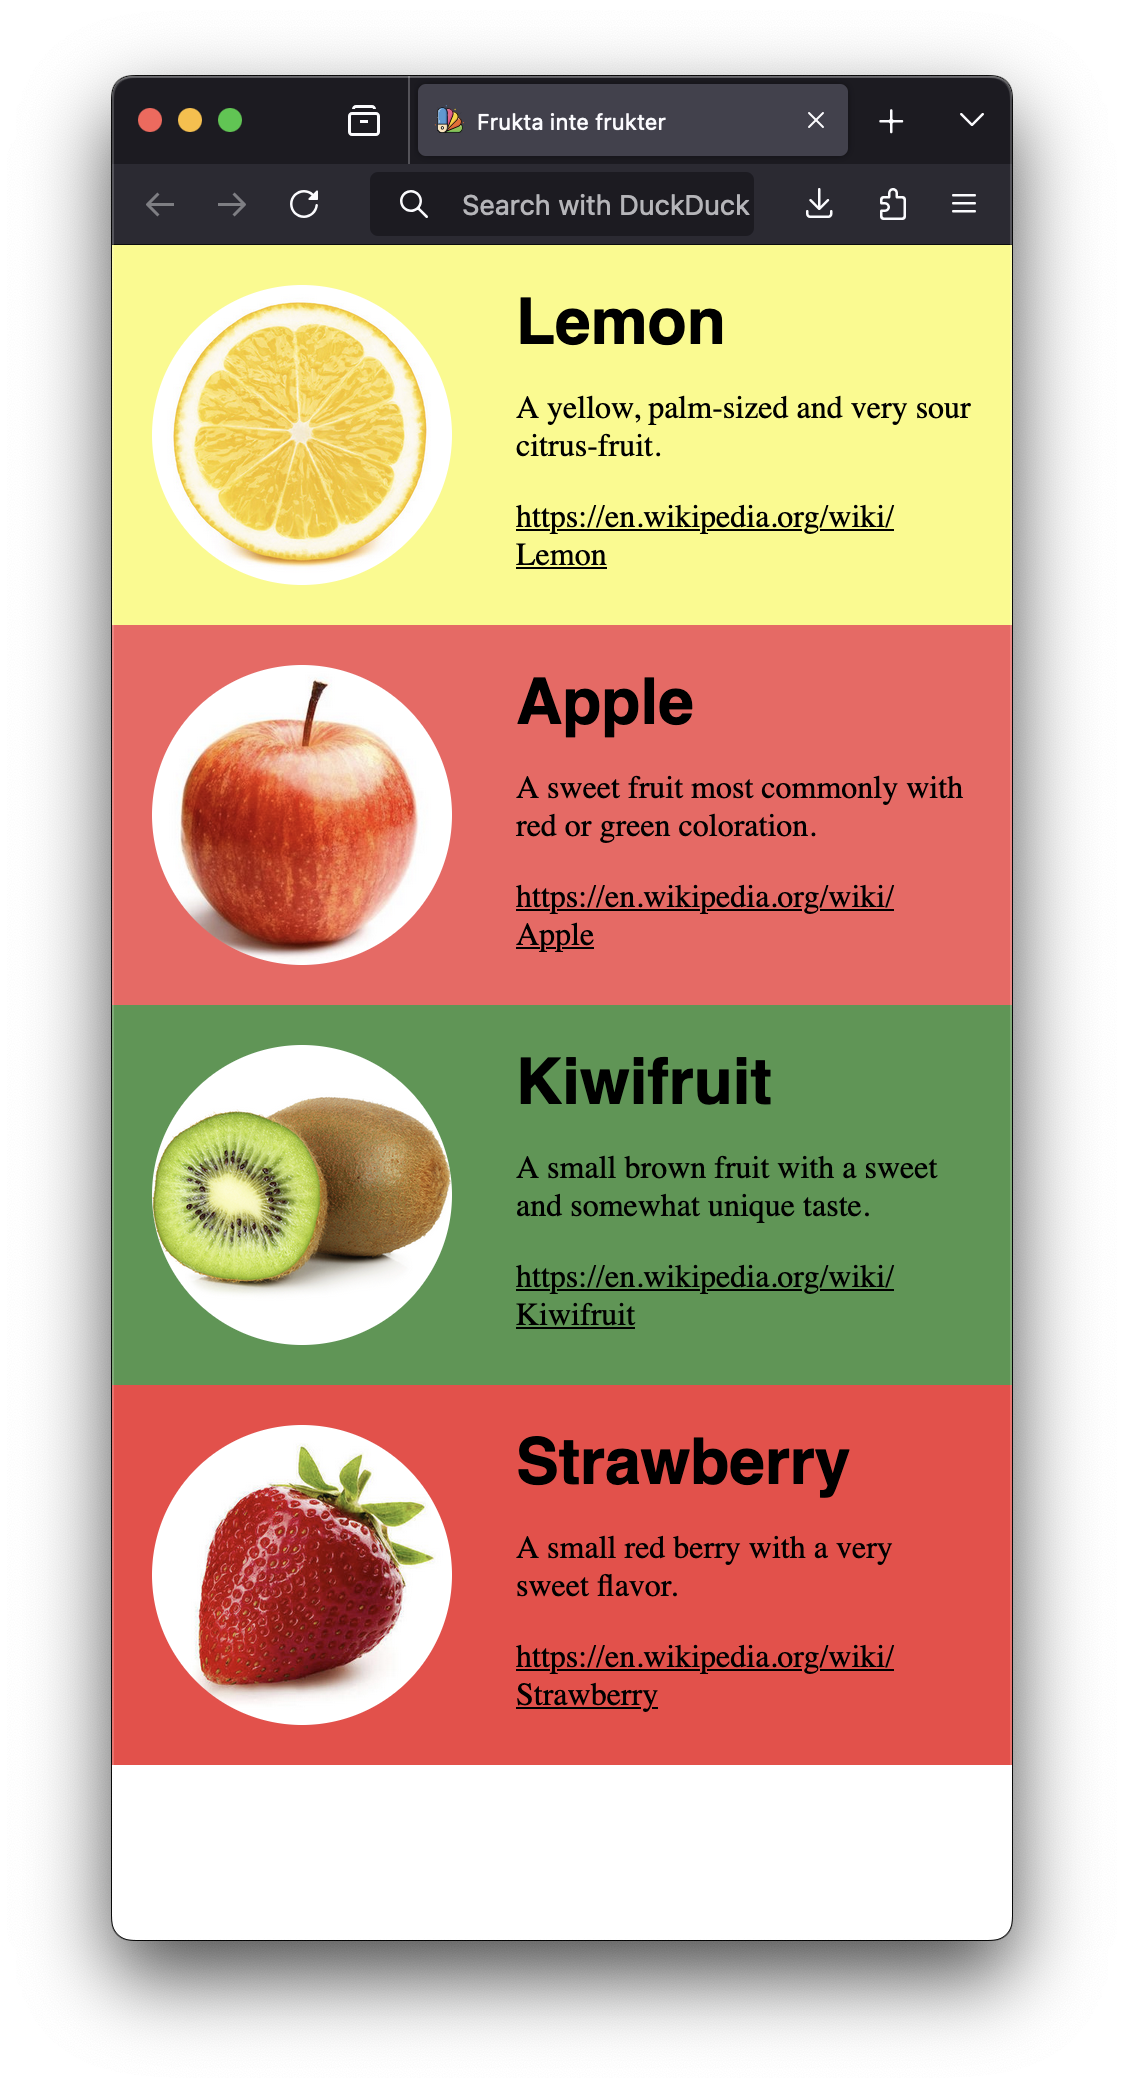 Frukta inte frukter
Search with DuckDuck
Lemon
A yellow, palm-sized and very sour
citrus-fruit.
https://en.wikipedia.org/wiki/
Lemon
Apple
A sweet fruit most commonly with
red or green coloration.
https://en.wikipedia.org/wiki/
Apple
Kiwifruit
A small brown fruit with a sweet
and somewhat unique taste.
https://en.wikipedia.org/wiki/
Kiwifruit
Strawberry
A small red berry with a very
sweet flavor.
https://en.wikipedia.org/wiki/
Strawberry